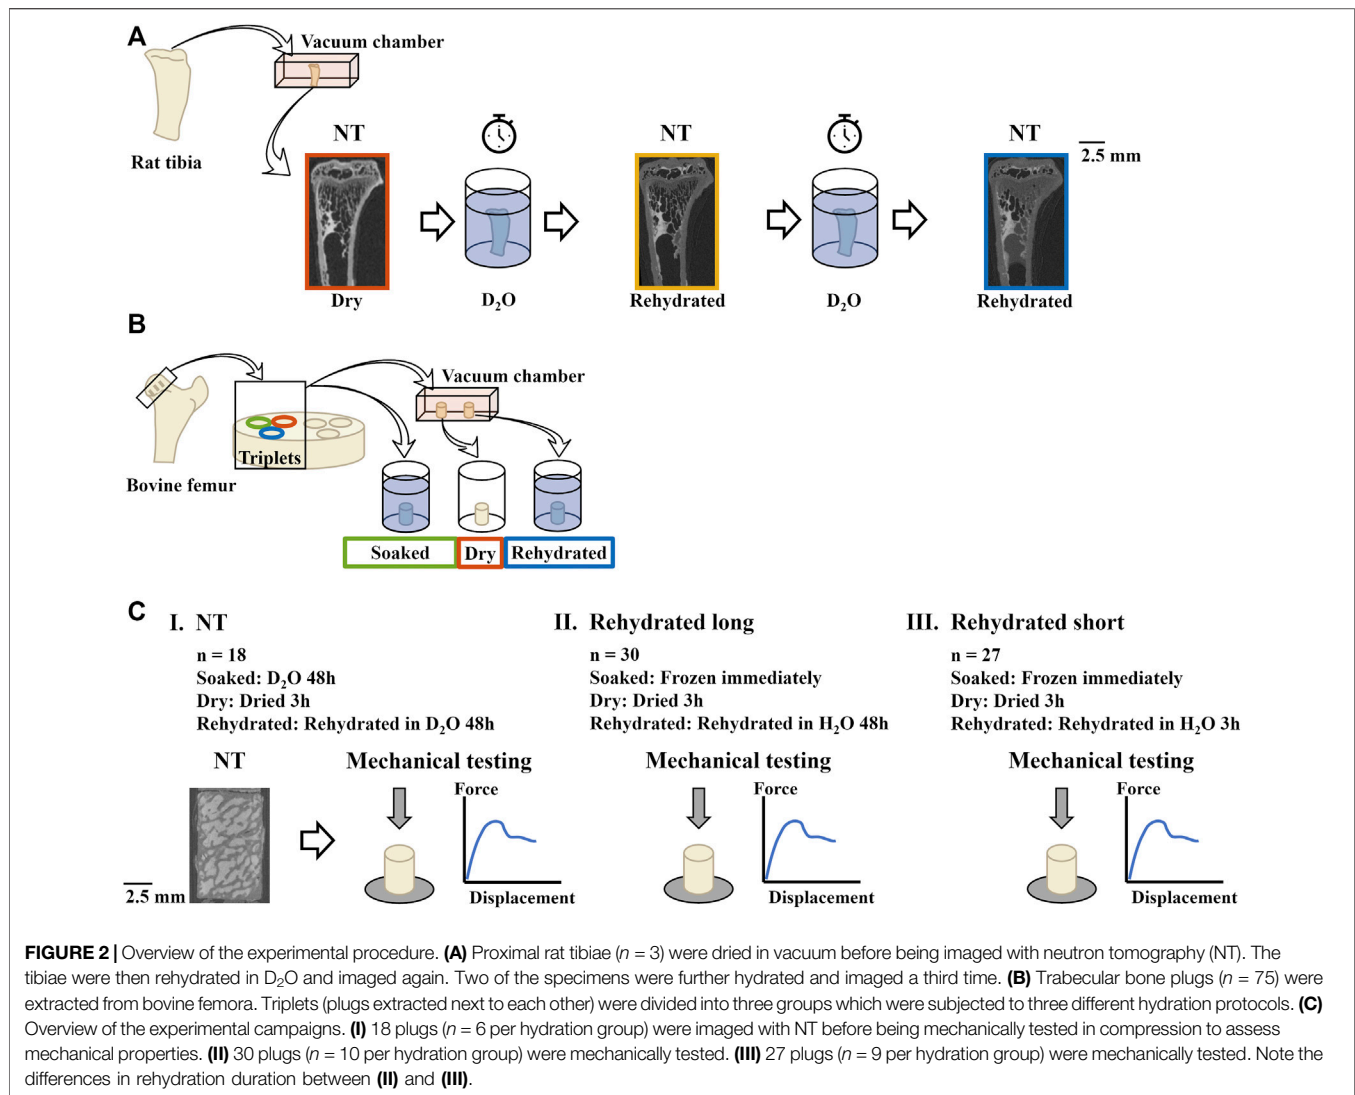 A
Vacuum chamber
Rat tibia
NT
NT
NT
2.5 mm
Dry
D₂O
Rehydrated
D₂O
Rehydrated
B
Vacuum chamber
Triplets
Bovine femur
Soaked
Dry
Rehydrated
C
I. NT
n = 18
Soaked: D₂O 48h
Dry: Dried 3h
Rehydrated: Rehydrated in D₂O 48h
II. Rehydrated long
n = 30
Soaked: Frozen immediately
Dry: Dried 3h
Rehydrated: Rehydrated in H₂O 48h
III. Rehydrated short
n = 27
Soaked: Frozen immediately
Dry: Dried 3h
Rehydrated: Rehydrated in H₂O 3h
NT
2.5 mm
Mechanical testing
Force
Displacement
Mechanical testing
Force
Displacement
Mechanical testing
Force
Displacement
FIGURE 2 | Overview of the experimental procedure. (A) Proximal rat tibiae (n = 3) were dried in vacuum before being imaged with neutron tomography (NT). The
tibiae were then rehydrated in D₂O and imaged again. Two of the specimens were further hydrated and imaged a third time. (B) Trabecular bone plugs (n = 75) were
extracted from bovine femora. Triplets (plugs extracted next to each other) were divided into three groups which were subjected to three different hydration protocols. (C)
Overview of the experimental campaigns. (I) 18 plugs (n = 6 per hydration group) were imaged with NT before being mechanically tested in compression to assess
mechanical properties. (II) 30 plugs (n = 10 per hydration group) were mechanically tested. (III) 27 plugs (n = 9 per hydration group) were mechanically tested. Note the
differences in rehydration duration between (II) and (III).